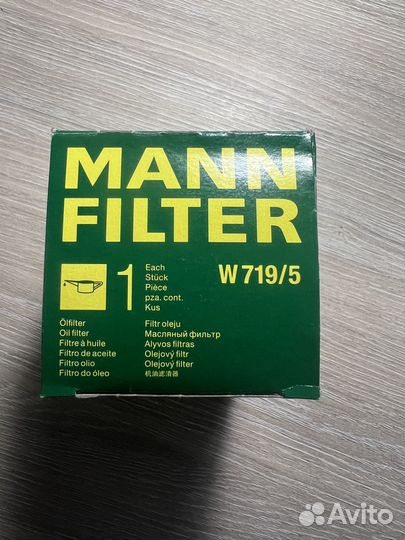 MANN
FILTER
1
Each
Stück
Pièce
pza. cont.
Kus
W 719/5
Ölfilter
Oil filter
Filtre à huile
Filtro de aceite
Filtro olio
Filtro do óleo
Filtr oleju
Масляный фильтр
Alyvos filtras
Olejový filtr
Olejový filter
机油滤清器
Avito